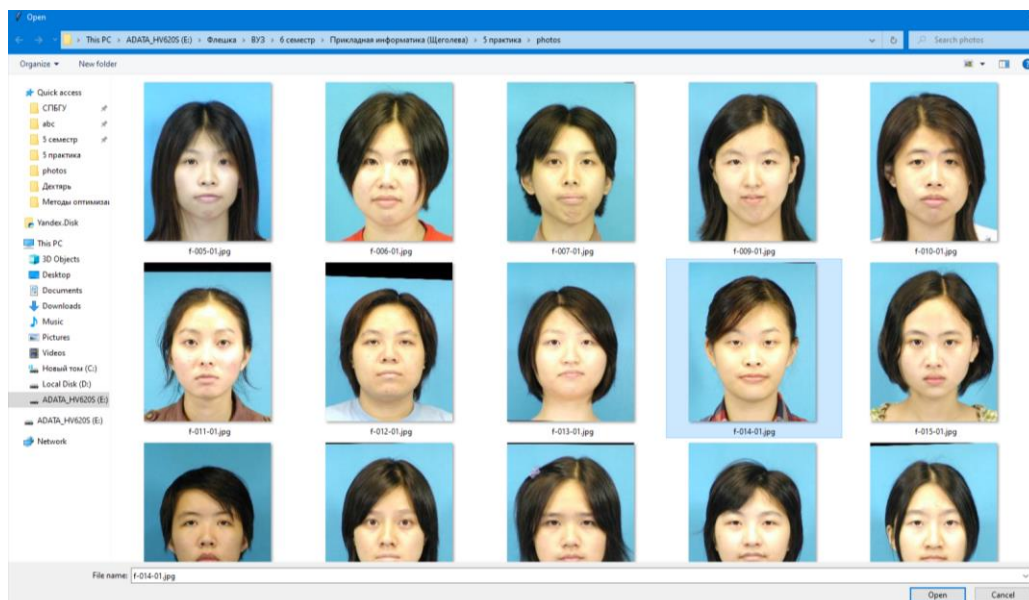 Open
This PC › ADATA_HV620S (E:) › Флешка › ВУЗ › 6 семестр › Прикладная информатика (Щеголева) › 5 практика › photos
Search photos
Organize
New folder
Quick access
СПБГУ
abc
5 семестр
5 практика
photos
Дехтярь
Методы оптимизац
Yandex.Disk
This PC
3D Objects
Desktop
Documents
Downloads
Music
Pictures
Videos
Новый том (C:)
Local Disk (D:)
ADATA_HV620S (E:)
ADATA_HV620S (E:)
Network
f-005-01.jpg
f-006-01.jpg
f-007-01.jpg
f-009-01.jpg
f-010-01.jpg
f-011-01.jpg
f-012-01.jpg
f-013-01.jpg
f-014-01.jpg
f-015-01.jpg
File name: f-014-01.jpg
Open
Cancel